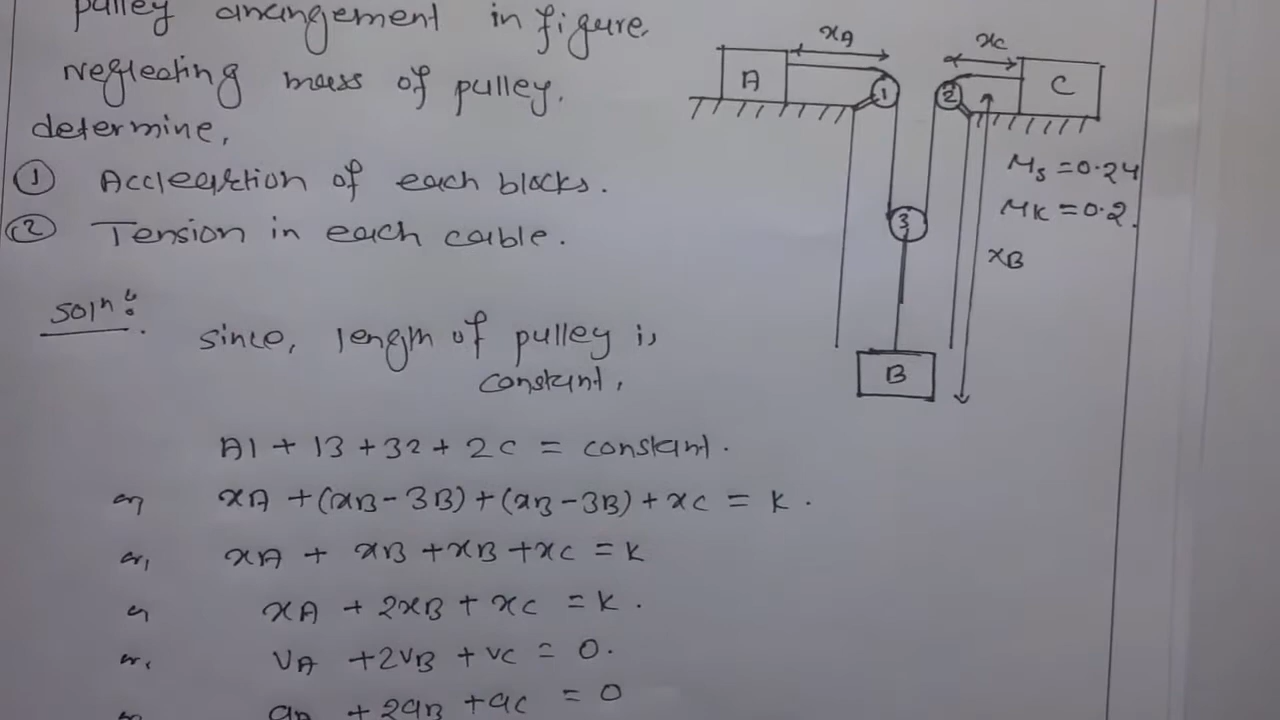 pulley arrangement in figure.
neglecting mass of pulley.
determine,
① Accleartion of each blocks.
② Tension in each cable.
soln:
since, length of pulley is
constant.
A1 + 13 + 32 + 2C = constant.
or, xA + (xB - 3B) + (xB - 3B) + xC = K.
or, xA + xB + xB + xC = K
or xA + 2xB + xC = K.
or, VA + 2VB + VC = 0.
aA + 2aB + aC = 0
xA
xC
A
1
2
C
μs = 0.24
μK = 0.2.
3
xB
B